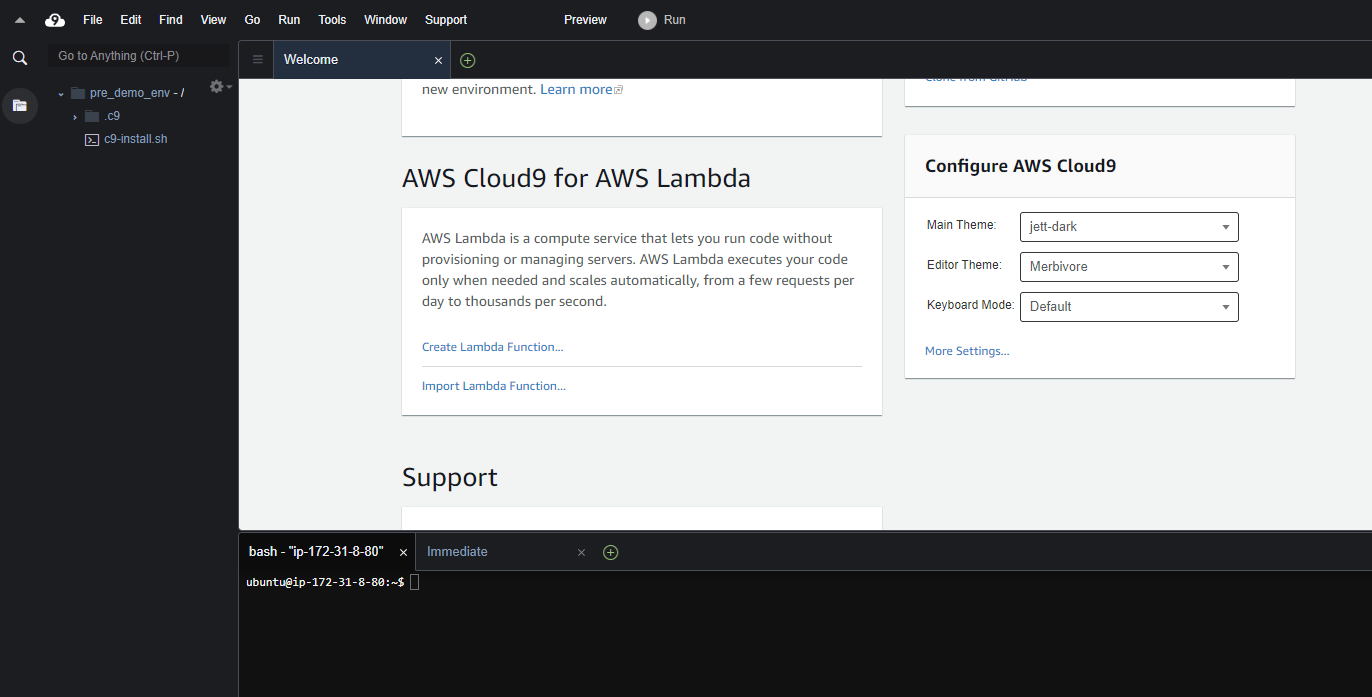 9 File Edit Find View Go Run Tools Window Support Preview Run
Go to Anything (Ctrl-P)
pre_demo_env - /
.c9
c9-install.sh
Welcome
new environment. Learn more
AWS Cloud9 for AWS Lambda
AWS Lambda is a compute service that lets you run code without
provisioning or managing servers. AWS Lambda executes your code
only when needed and scales automatically, from a few requests per
day to thousands per second.
Create Lambda Function...
Import Lambda Function...
Support
Clone from GitHub
Configure AWS Cloud9
Main Theme: jett-dark
Editor Theme: Merbivore
Keyboard Mode: Default
More Settings...
bash - "ip-172-31-8-80" Immediate
ubuntu@ip-172-31-8-80:~$